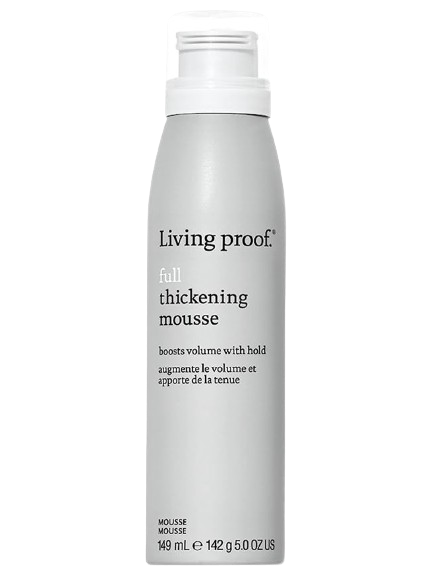 Living proof.®
full
thickening
mousse
boosts volume with hold
augmente le volume et
apporte de la tenue
MOUSSE
MOUSSE
149 mL ℮ 142 g 5.0 OZ US